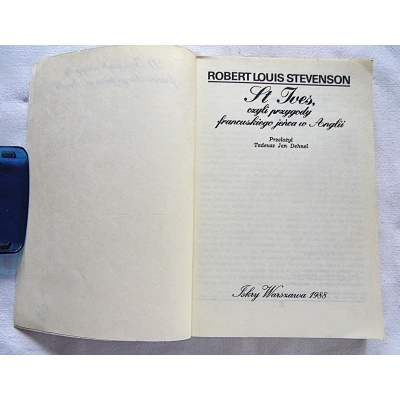 ROBERT LOUIS STEVENSON
St Ives,
czyli przygody
francuskiego jeńca w Anglii
Przełożył
Tadeusz Jan Dehnel
Iskry Warszawa 1988